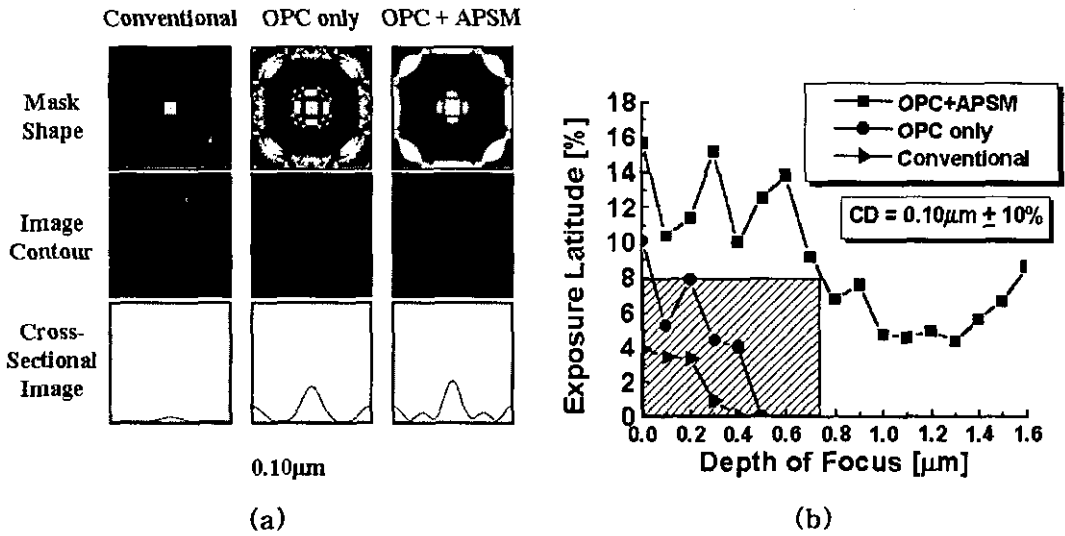 Conventional OPC only OPC + APSM
Mask
Shape
Image
Contour
Cross-
Sectional
Image
0.10μm
(a)
18
16
14
12
10
8
6
4
2
0
Exposure Latitude [%]
OPC+APSM
OPC only
Conventional
CD = 0.10μm ± 10%
0.0 0.2 0.4 0.6 0.8 1.0 1.2 1.4 1.6
Depth of Focus [μm]
(b)